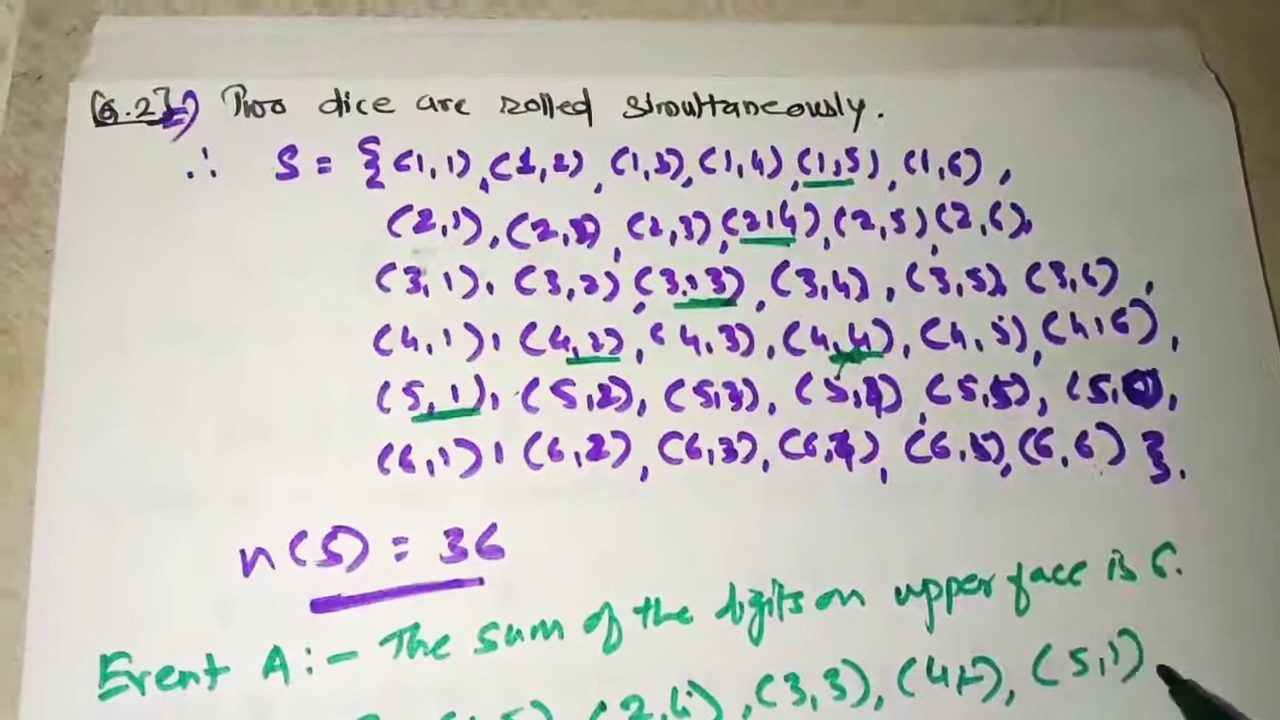 [Q.2] => Two dice are rolled simultaneously.
∴ S = {(1,1), (1,2), (1,3), (1,4), (1,5), (1,6),
(2,1), (2,2), (2,3), (2,4), (2,5), (2,6),
(3,1), (3,2), (3,3), (3,4), (3,5), (3,6),
(4,1), (4,2), (4,3), (4,4), (4,5), (4,6),
(5,1), (5,2), (5,3), (5,4), (5,5), (5,6),
(6,1), (6,2), (6,3), (6,4), (6,5), (6,6)}.
n(S) = 36
Event A:- The sum of the digits on upper face is 6.
(1,5), (2,4), (3,3), (4,2), (5,1)